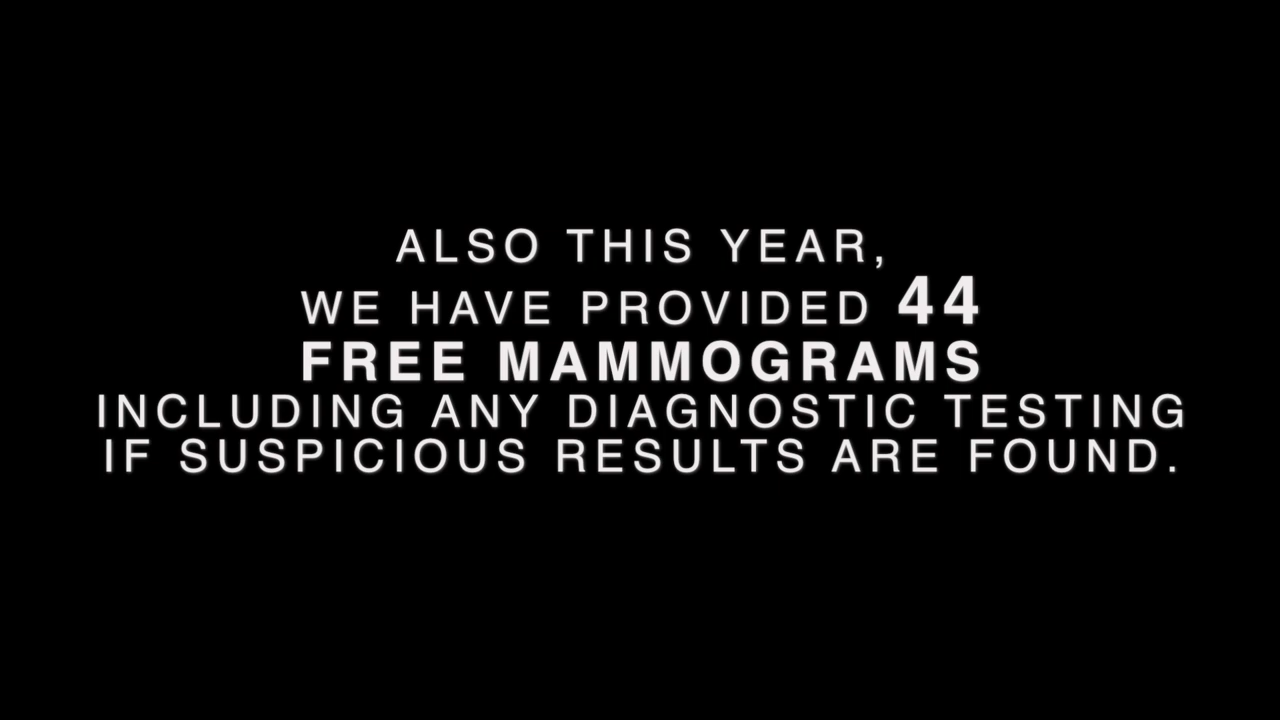 ALSO THIS YEAR,
WE HAVE PROVIDED 44
FREE MAMMOGRAMS
INCLUDING ANY DIAGNOSTIC TESTING
IF SUSPICIOUS RESULTS ARE FOUND.